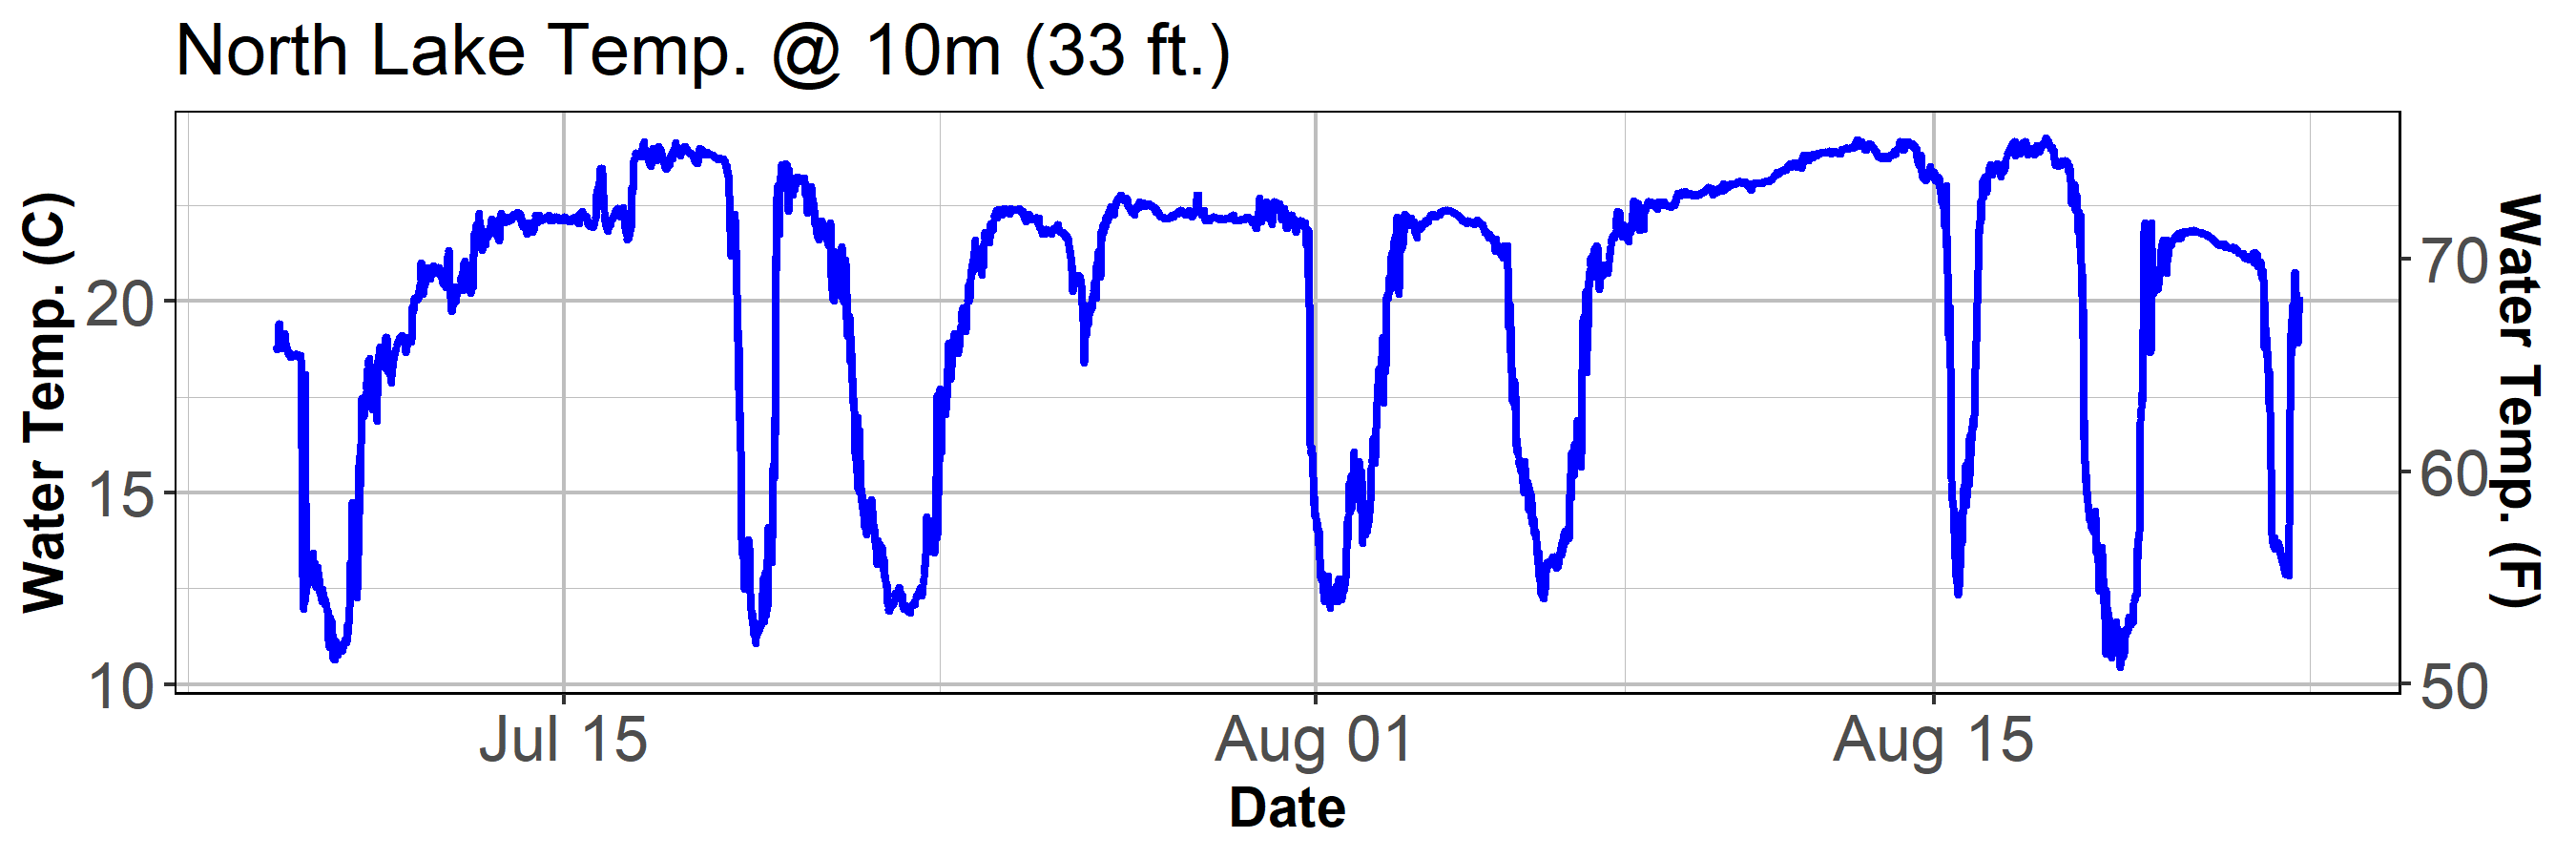 North Lake Temp. @ 10m (33 ft.)
Water Temp. (C)
20
15
10
70
60
50
Water Temp. (F)
Jul 15
Aug 01
Aug 15
Date